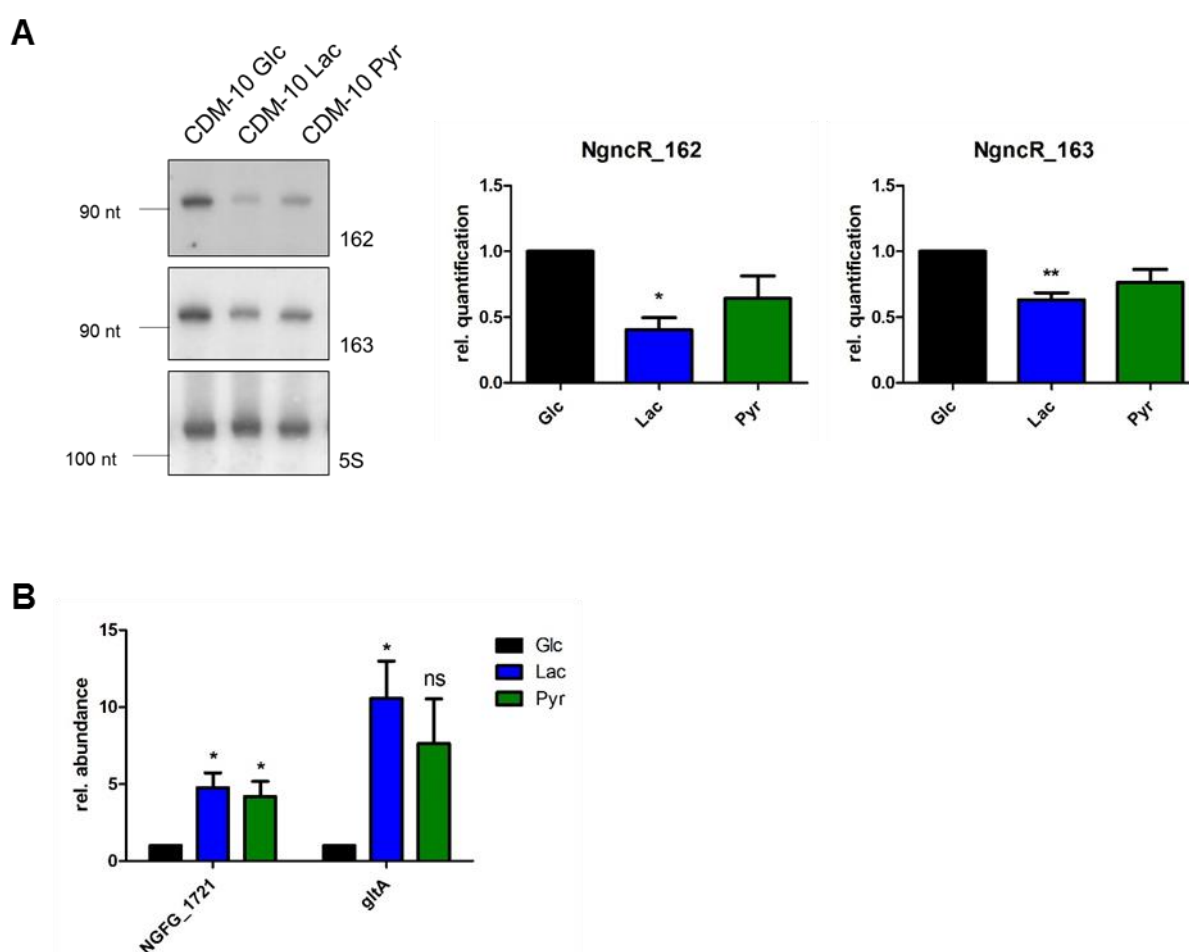 A
CDM-10 Glc
CDM-10 Lac
CDM-10 Pyr
90 nt
162
90 nt
163
100 nt
5S
NgncR_162
rel. quantification
1.5
1.0
0.5
0.0
*
Glc
Lac
Pyr
NgncR_163
rel. quantification
1.5
1.0
0.5
0.0
**
Glc
Lac
Pyr
B
rel. abundance
15
10
5
0
*
*
*
ns
NGFG_1721
gltA
Glc
Lac
Pyr